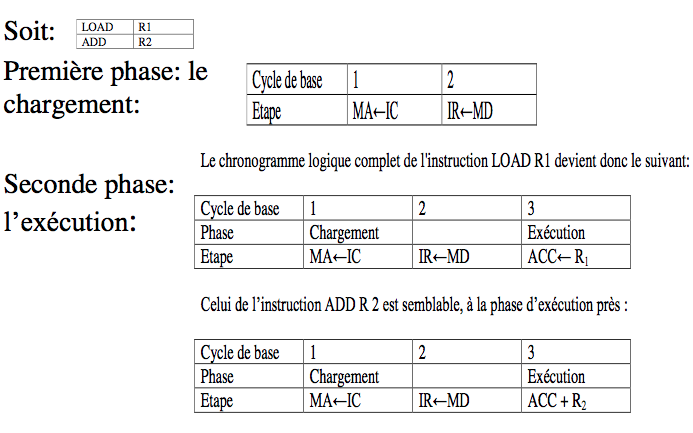 Soit:
LOAD R1
ADD R2
Première phase: le
chargement:
Cycle de base 1 2
Etape MA←IC IR←MD
Le chronogramme logique complet de l'instruction LOAD R1 devient donc le suivant:
Seconde phase:
l’exécution:
Cycle de base 1 2 3
Phase Chargement Exécution
Etape MA←IC IR←MD ACC← R₁
Celui de l’instruction ADD R 2 est semblable, à la phase d’exécution près :
Cycle de base 1 2 3
Phase Chargement Exécution
Etape MA←IC IR←MD ACC + R₂